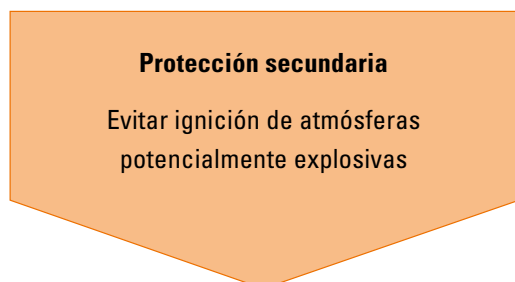 Protección secundaria
Evitar ignición de atmósferas
potencialmente explosivas